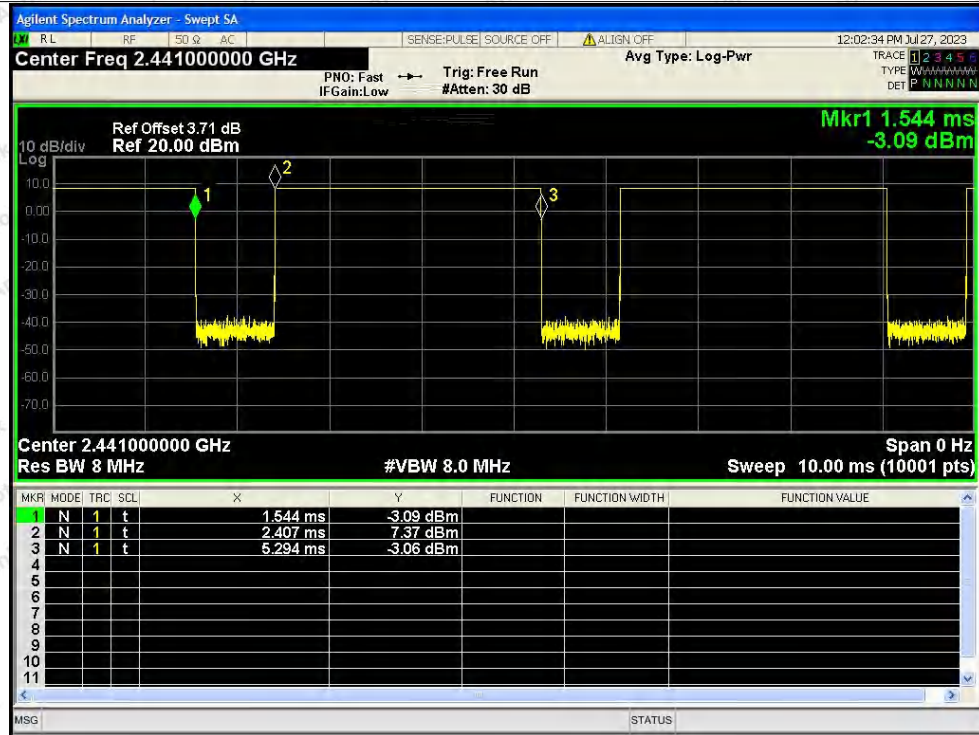 Agilent Spectrum Analyzer - Swept SA
LXI RL RF 50 Ω AC SENSE:PULSE SOURCE OFF ALIGN OFF 12:02:34 PM Jul 27, 2023
Center Freq 2.441000000 GHz
Avg Type: Log-Pwr
TRACE 1 2 3 4 5 6
PNO: Fast Trig: Free Run
TYPE
IFGain:Low #Atten: 30 dB
DET P N N N N N
Mkr1 1.544 ms
Ref Offset 3.71 dB
10 dB/div Ref 20.00 dBm
-3.09 dBm
Log
2
10.0
1
3
0.00
-10.0
-20.0
-30.0
-40.0
-50.0
-60.0
-70.0
Center 2.441000000 GHz Span 0 Hz
Res BW 8 MHz #VBW 8.0 MHz Sweep 10.00 ms (10001 pts)
MKR MODE TRC SCL X Y FUNCTION FUNCTION WIDTH FUNCTION VALUE
1 N 1 t 1.544 ms -3.09 dBm
2 N 1 t 2.407 ms 7.37 dBm
3 N 1 t 5.294 ms -3.06 dBm
4
5
6
7
8
9
10
11
MSG STATUS